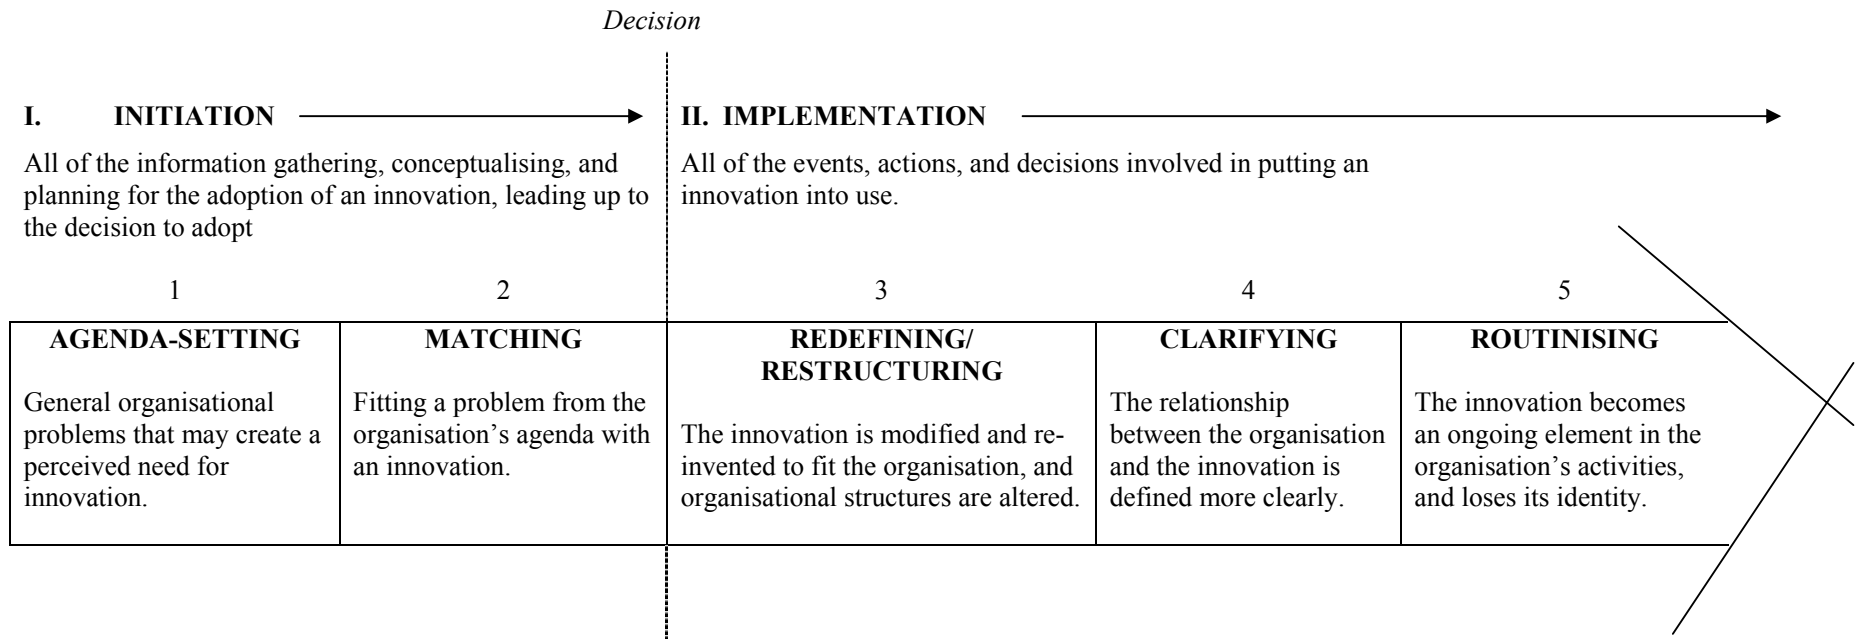 Decision
I. INITIATION
All of the information gathering, conceptualising, and
planning for the adoption of an innovation, leading up to
the decision to adopt
II. IMPLEMENTATION
All of the events, actions, and decisions involved in putting an
innovation into use.
1
2
3
4
5
AGENDA-SETTING
General organisational
problems that may create a
perceived need for
innovation.
MATCHING
Fitting a problem from the
organisation’s agenda with
an innovation.
REDEFINING/
RESTRUCTURING
The innovation is modified and re-
invented to fit the organisation, and
organisational structures are altered.
CLARIFYING
The relationship
between the organisation
and the innovation is
defined more clearly.
ROUTINISING
The innovation becomes
an ongoing element in the
organisation’s activities,
and loses its identity.